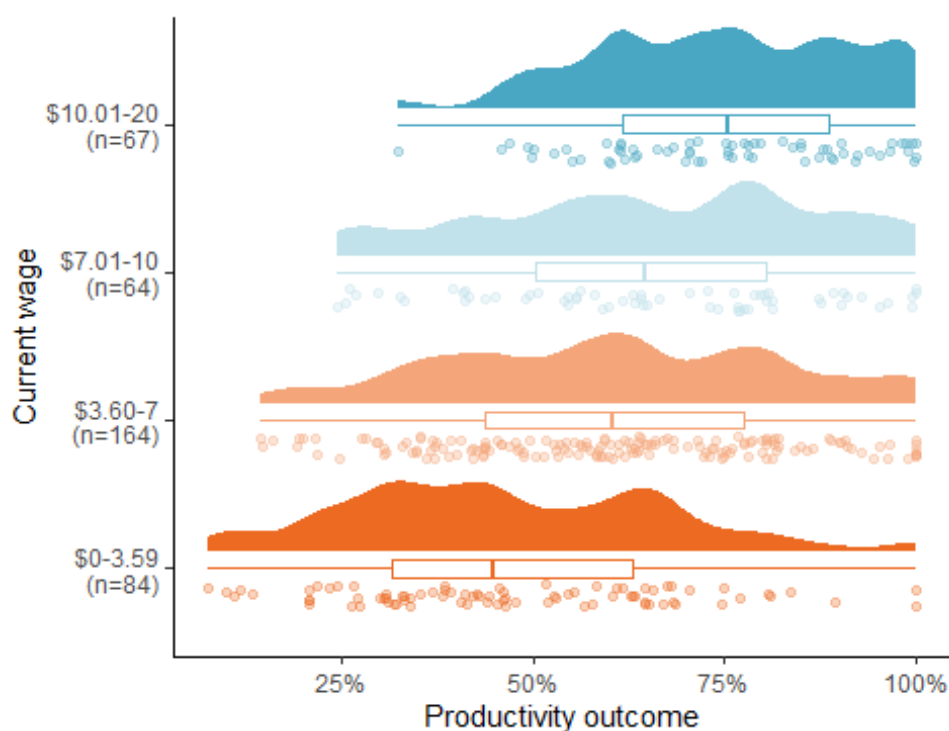 $10.01-20
(n=67)
$7.01-10
(n=64)
$3.60-7
(n=164)
$0-3.59
(n=84)
Current wage
25% 50% 75% 100%
Productivity outcome